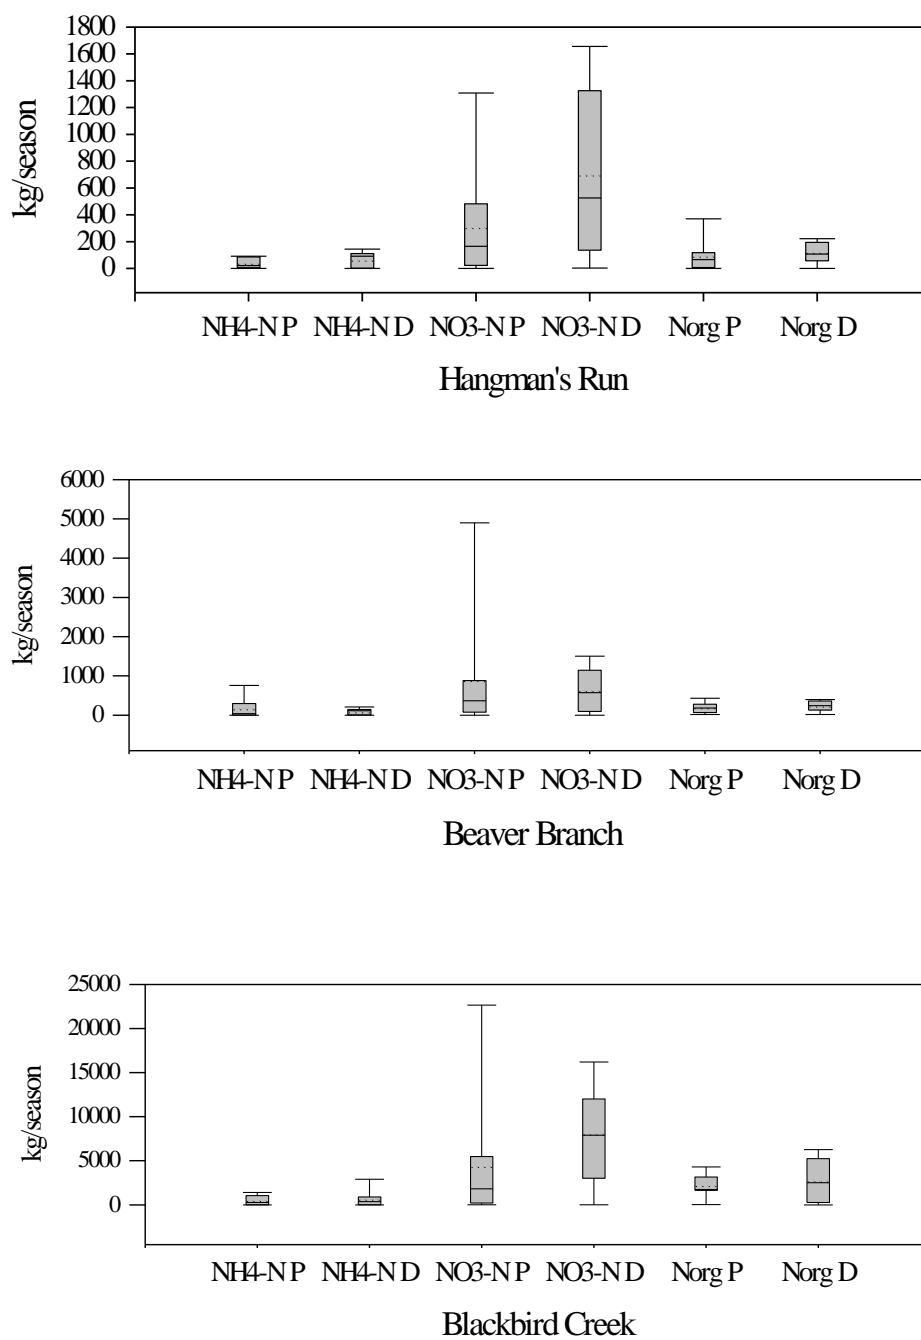 1800
1600
1400
1200
1000
800
600
400
200
0
kg/season
NH4-N P NH4-N D NO3-N P NO3-N D Norg P Norg D
Hangman's Run
6000
5000
4000
3000
2000
1000
0
kg/season
NH4-N P NH4-N D NO3-N P NO3-N D Norg P Norg D
Beaver Branch
25000
20000
15000
10000
5000
0
kg/season
NH4-N P NH4-N D NO3-N P NO3-N D Norg P Norg D
Blackbird Creek